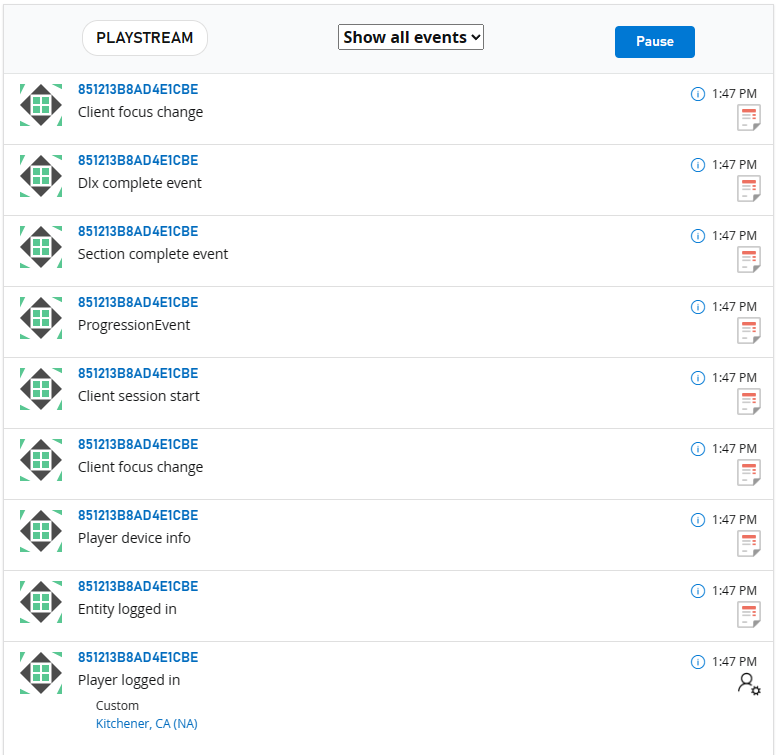 PLAYSTREAM
Show all events
Pause
851213B8AD4E1CBE
1:47 PM
Client focus change
851213B8AD4E1CBE
1:47 PM
Dlx complete event
851213B8AD4E1CBE
1:47 PM
Section complete event
851213B8AD4E1CBE
1:47 PM
ProgressionEvent
851213B8AD4E1CBE
1:47 PM
Client session start
851213B8AD4E1CBE
1:47 PM
Client focus change
851213B8AD4E1CBE
1:47 PM
Player device info
851213B8AD4E1CBE
1:47 PM
Entity logged in
851213B8AD4E1CBE
1:47 PM
Player logged in
Custom
Kitchener, CA (NA)